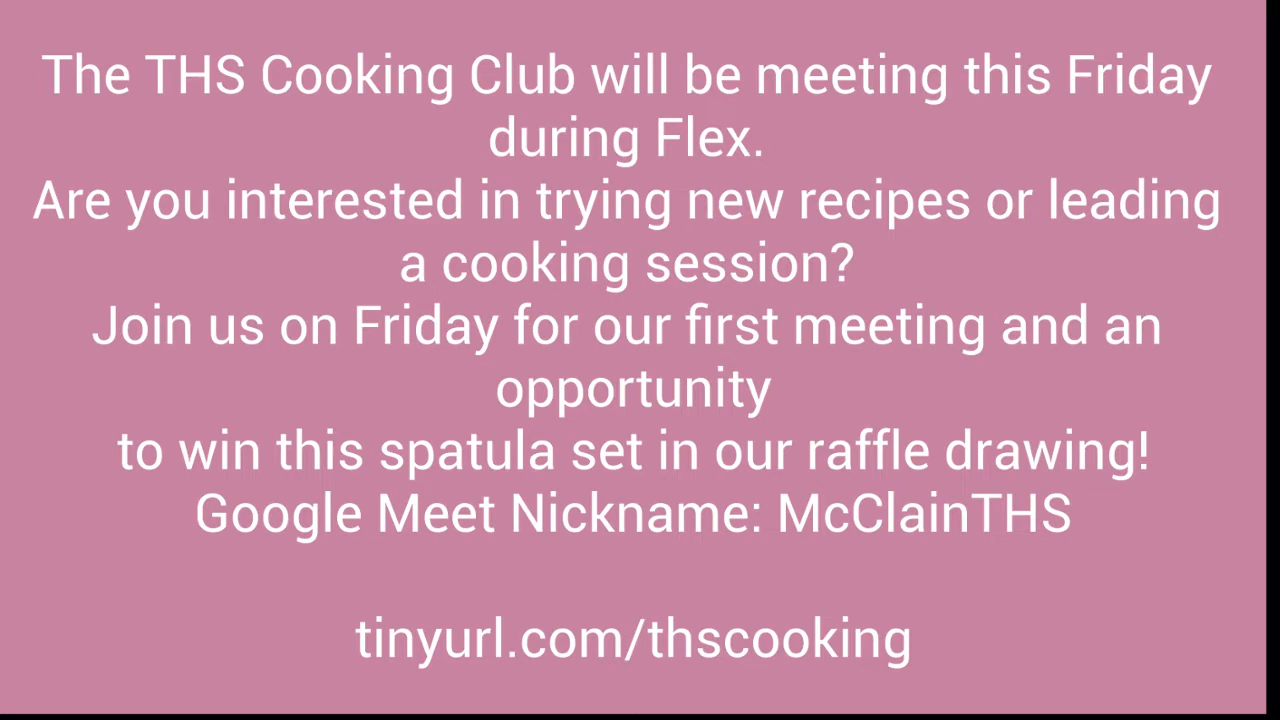 The THS Cooking Club will be meeting this Friday
during Flex.
Are you interested in trying new recipes or leading
a cooking session?
Join us on Friday for our first meeting and an
opportunity
to win this spatula set in our raffle drawing!
Google Meet Nickname: McClainTHS
tinyurl.com/thscooking